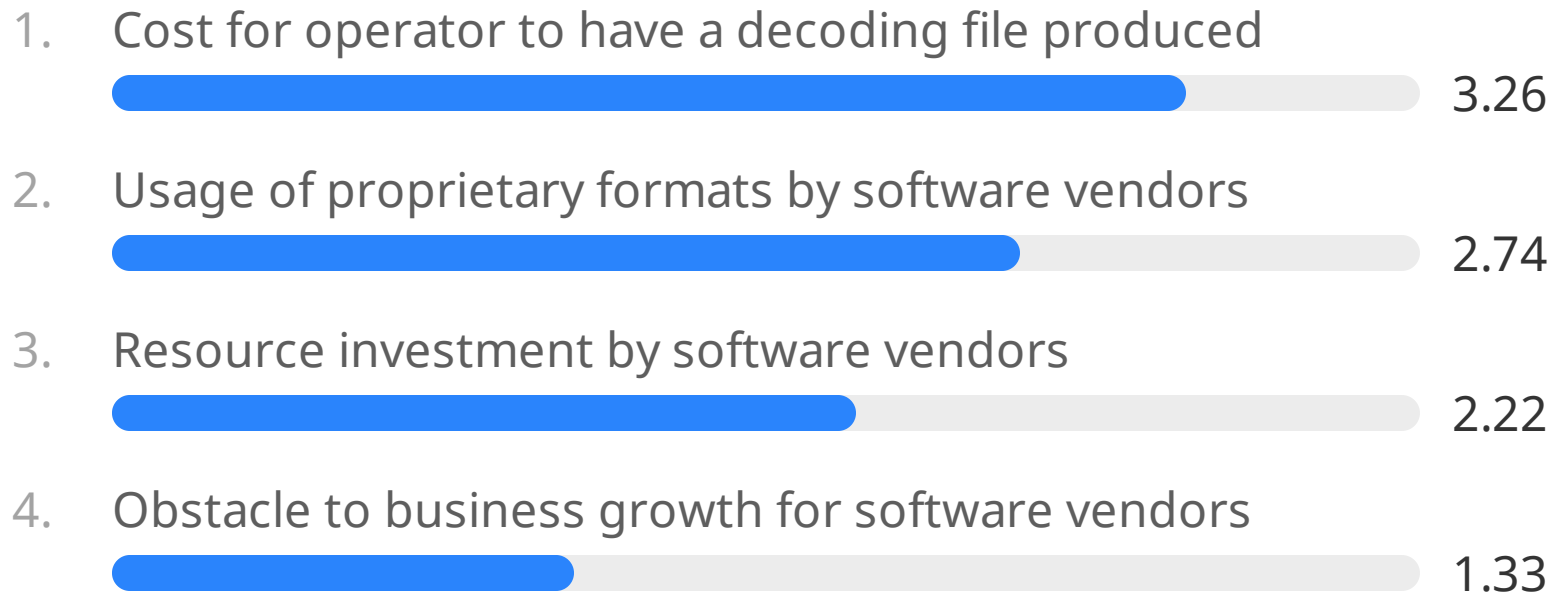 1. Cost for operator to have a decoding file produced
3.26
2. Usage of proprietary formats by software vendors
2.74
3. Resource investment by software vendors
2.22
4. Obstacle to business growth for software vendors
1.33